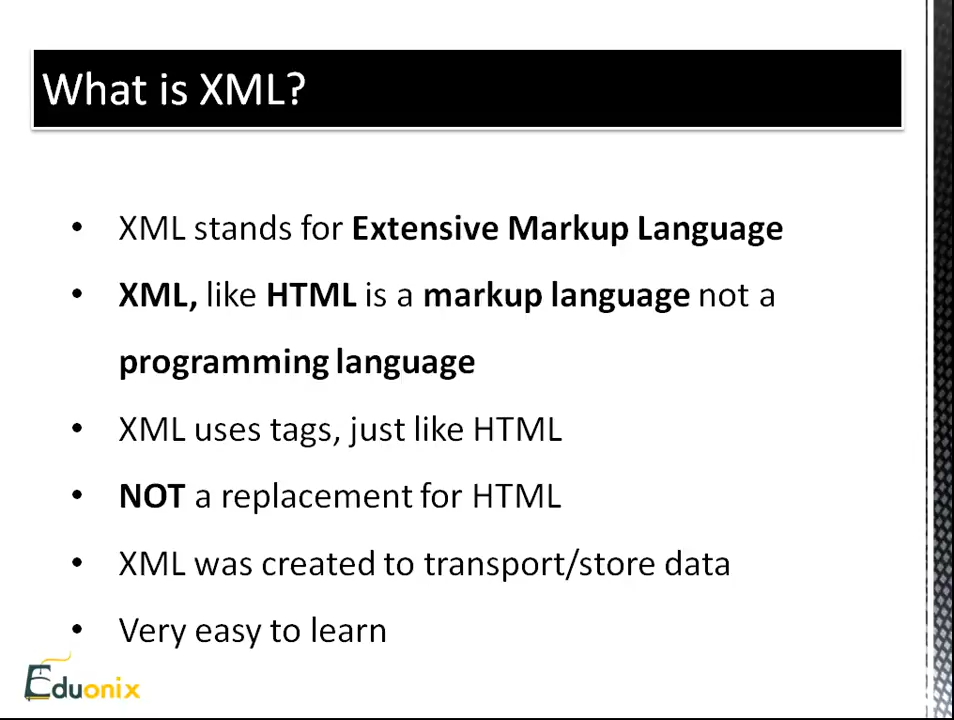 What is XML?
• XML stands for Extensive Markup Language
• XML, like HTML is a markup language not a
programming language
• XML uses tags, just like HTML
• NOT a replacement for HTML
• XML was created to transport/store data
• Very easy to learn
Eduonix